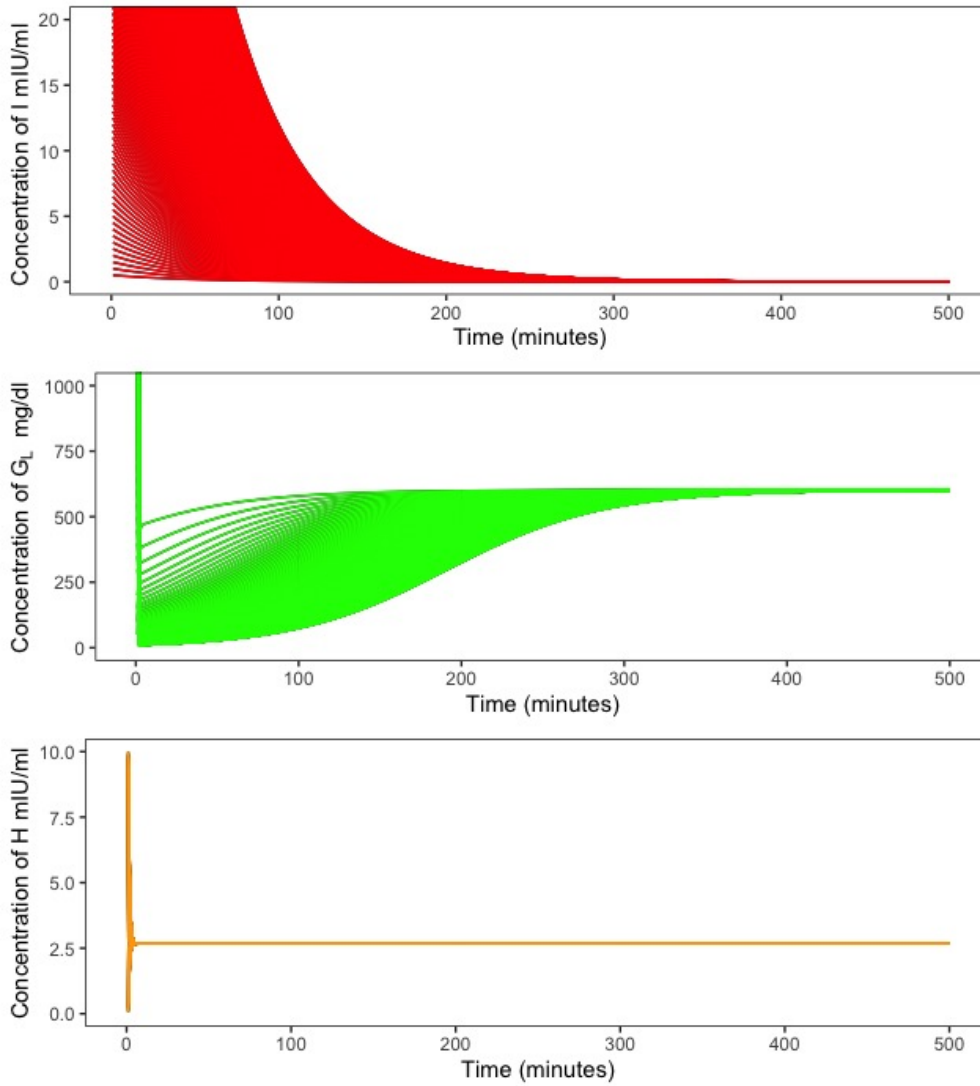 Concentration of I mIU/ml
20
15
10
5
0
0 100 200 300 400 500
Time (minutes)
Concentration of G_L mg/dl
1000
750
500
250
0
0 100 200 300 400 500
Time (minutes)
Concentration of H mIU/ml
10.0
7.5
5.0
2.5
0.0
0 100 200 300 400 500
Time (minutes)